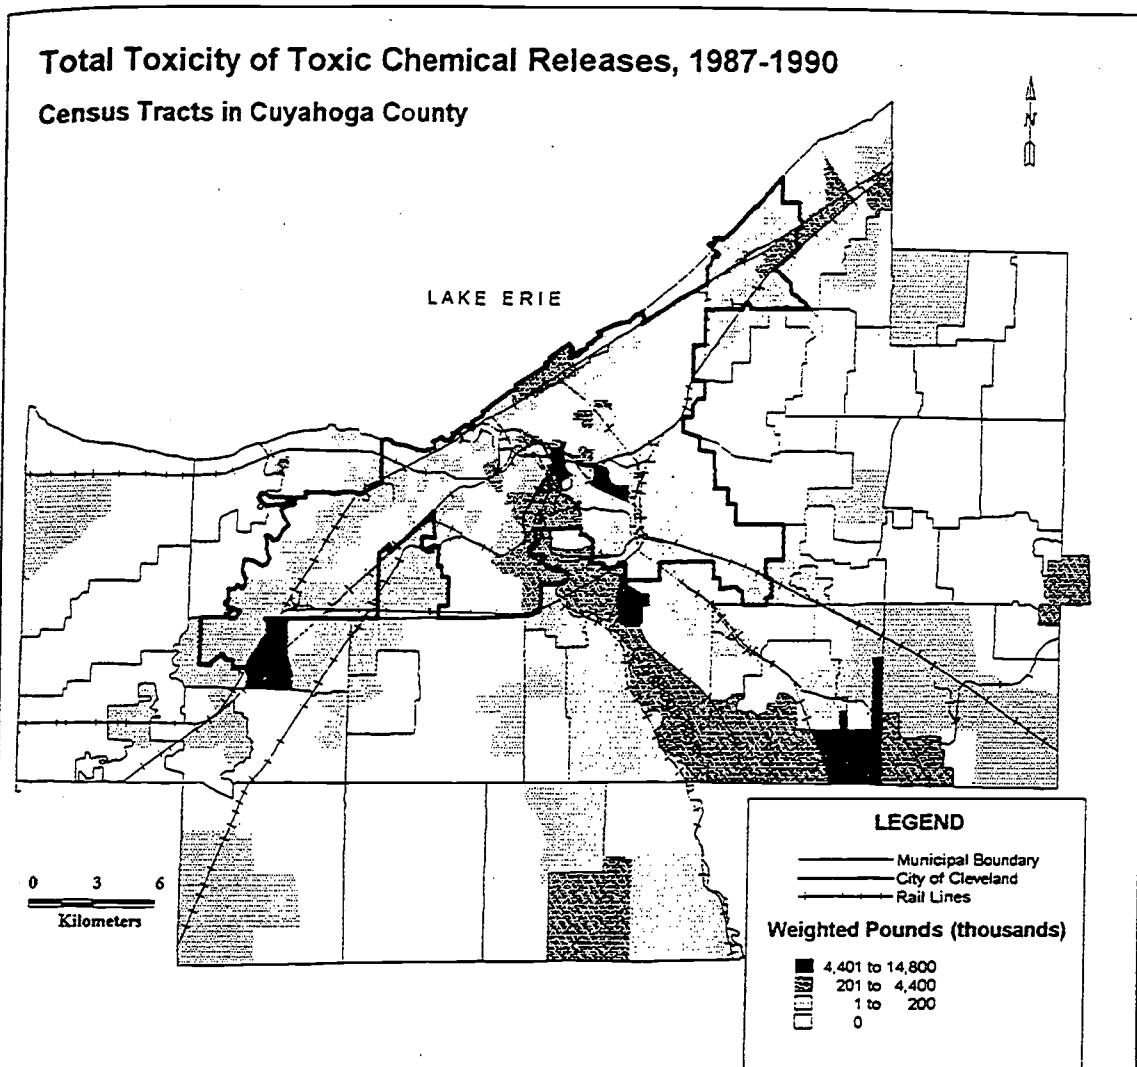 Total Toxicity of Toxic Chemical Releases, 1987-1990
Census Tracts in Cuyahoga County
N
LAKE ERIE
0 3 6
Kilometers
LEGEND
Municipal Boundary
City of Cleveland
Rail Lines
Weighted Pounds (thousands)
4,401 to 14,800
201 to 4,400
1 to 200
0